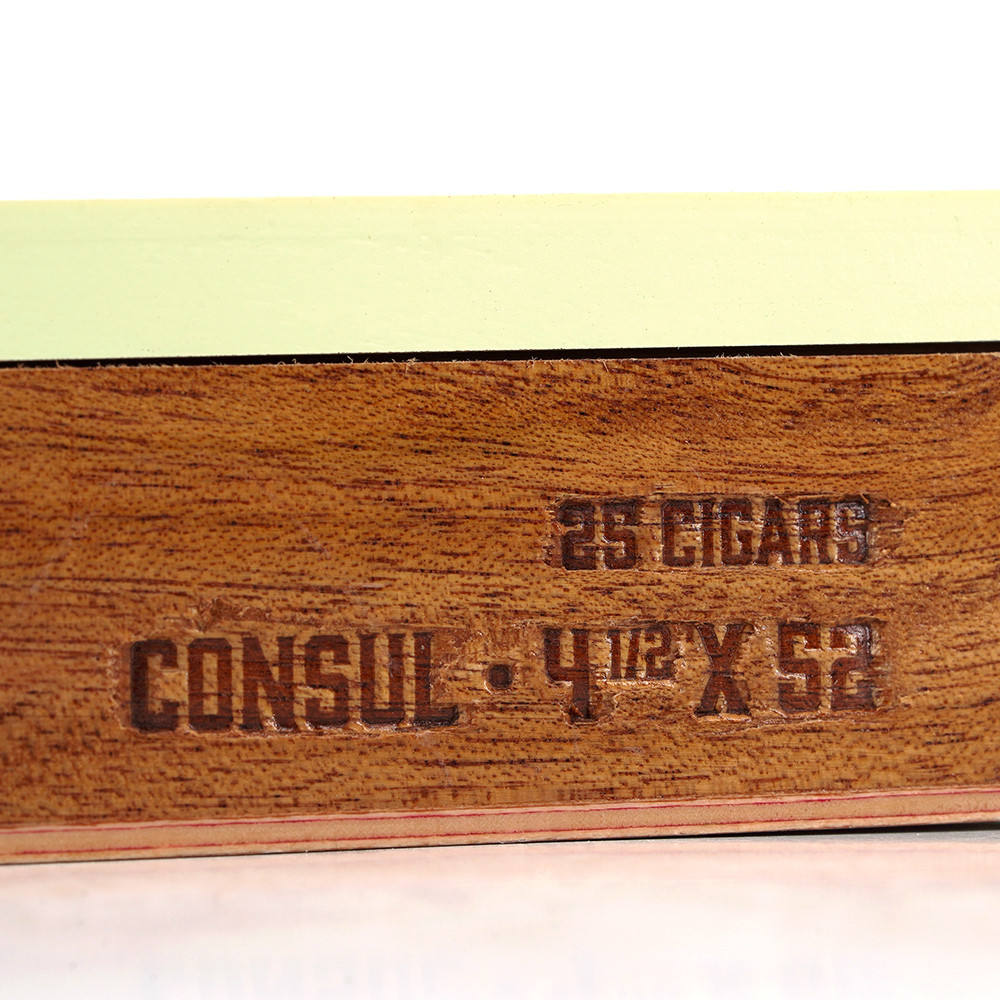 25 CIGARS
CONSUL • 4 1/2 X 52